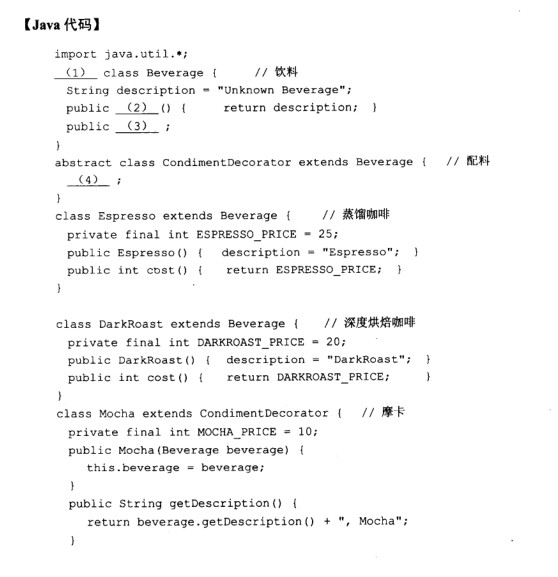 【Java 代码】
import java.util.*;
(1) class Beverage { // 饮料
String description = "Unknown Beverage";
public (2) () { return description; }
public (3) ;
}
abstract class CondimentDecorator extends Beverage { // 配料
(4) ;
}
class Espresso extends Beverage { // 蒸馏咖啡
private final int ESPRESSO_PRICE = 25;
public Espresso() { description = "Espresso"; }
public int cost() { return ESPRESSO_PRICE; }
}
class DarkRoast extends Beverage { // 深度烘焙咖啡
private final int DARKROAST_PRICE = 20;
public DarkRoast() { description = "DarkRoast"; }
public int cost() { return DARKROAST_PRICE; }
}
class Mocha extends CondimentDecorator { // 摩卡
private final int MOCHA_PRICE = 10;
public Mocha(Beverage beverage) {
this.beverage = beverage;
}
public String getDescription() {
return beverage.getDescription() + ", Mocha";
}